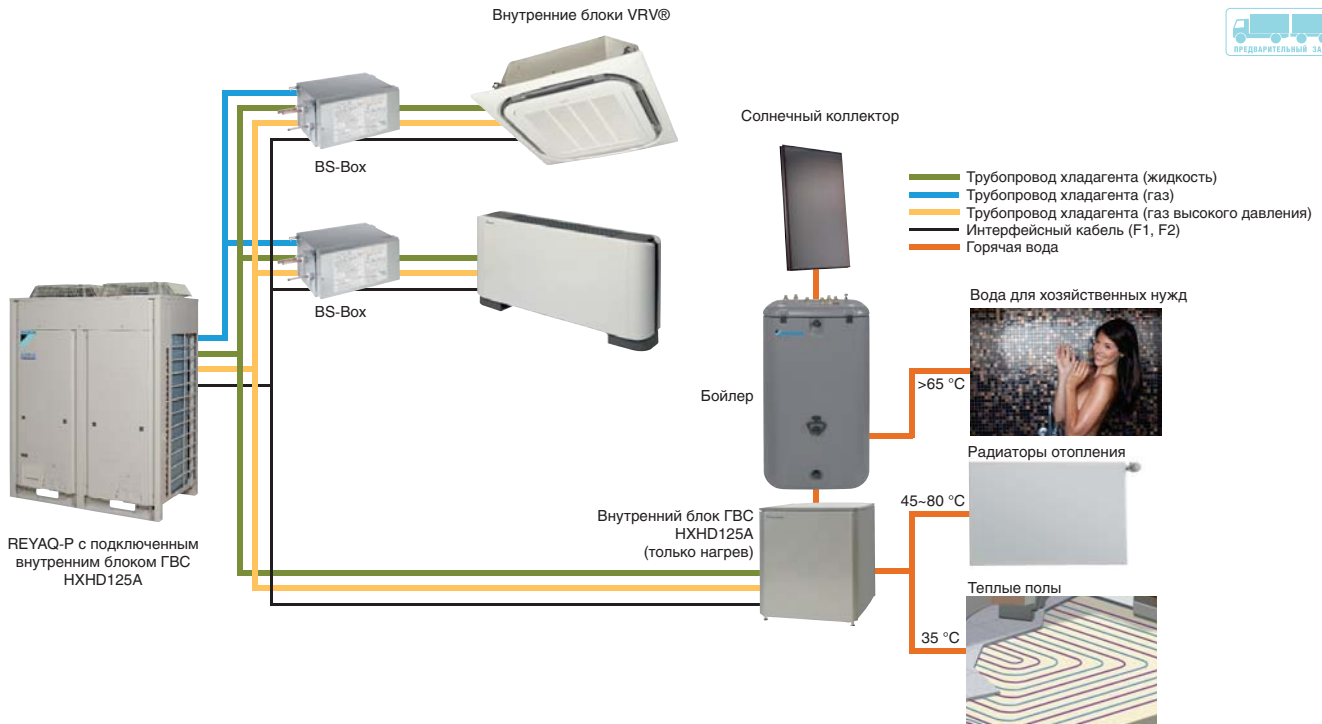 Внутренние блоки VRV®
ПРЕДВАРИТЕЛЬНЫЙ ЗА
BS-Box
Солнечный коллектор
Трубопровод хладагента (жидкость)
Трубопровод хладагента (газ)
Трубопровод хладагента (газ высокого давления)
Интерфейсный кабель (F1, F2)
Горячая вода
BS-Box
Вода для хозяйственных нужд
Бойлер
>65 °C
Радиаторы отопления
45~80 °C
Внутренний блок ГВС
HXHD125A
(только нагрев)
REYAQ-P с подключенным
внутренним блоком ГВС
HXHD125A
Теплые полы
35 °C